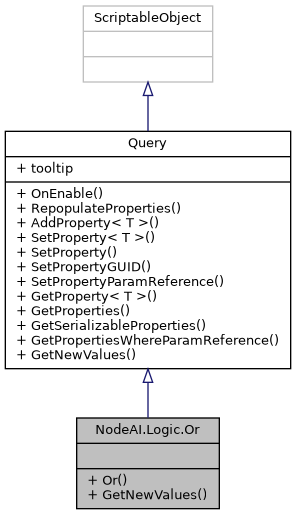 ScriptableObject
Query
+ tooltip
+ OnEnable()
+ RepopulateProperties()
+ AddProperty< T >()
+ SetProperty< T >()
+ SetProperty()
+ SetPropertyGUID()
+ SetPropertyParamReference()
+ GetProperty< T >()
+ GetProperties()
+ GetSerializableProperties()
+ GetPropertiesWhereParamReference()
+ GetNewValues()
NodeAI.Logic.Or
+ Or()
+ GetNewValues()